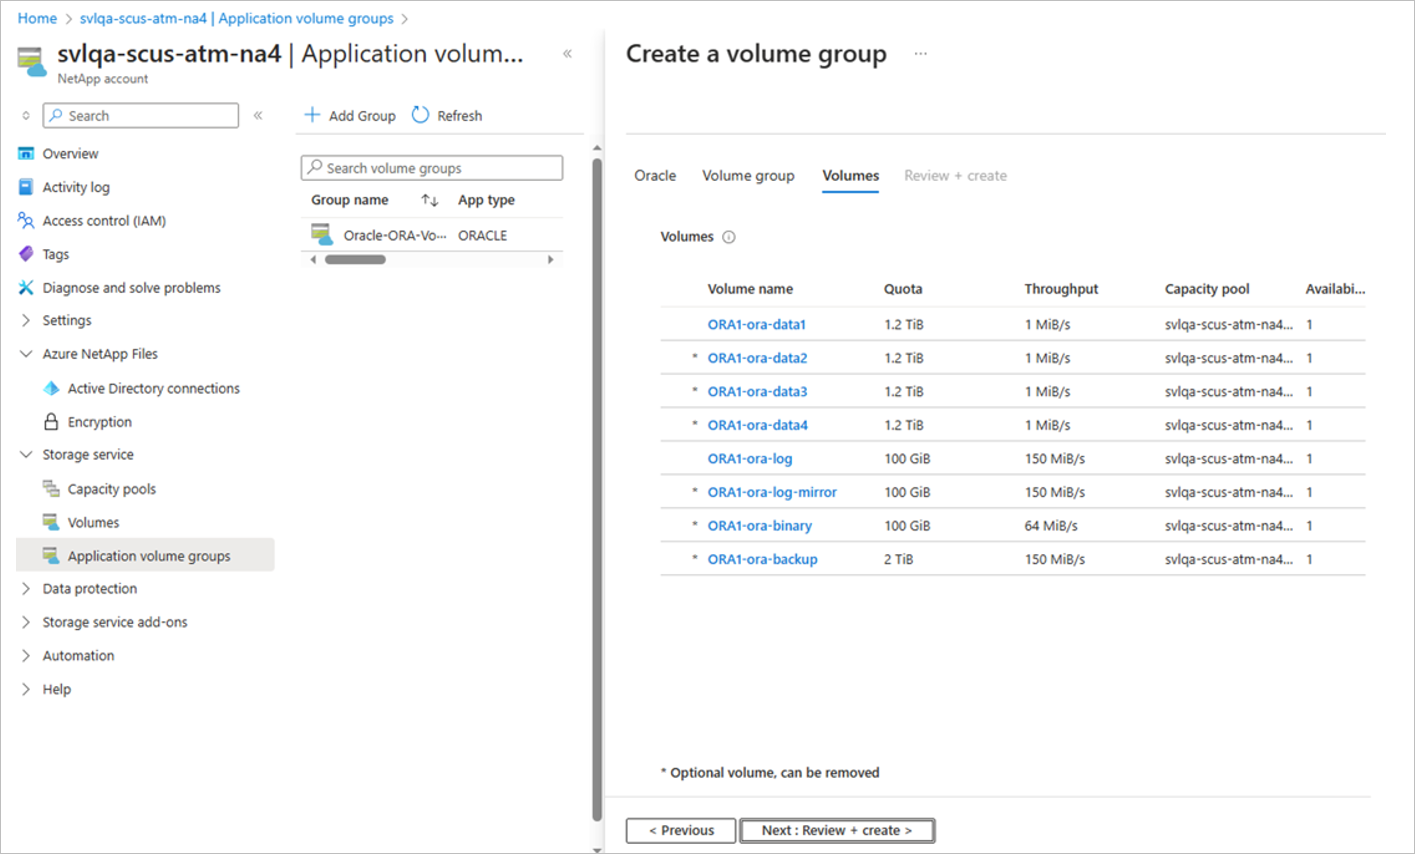 Home > svlqa-scus-atm-na4 | Application volume groups >
svlqa-scus-atm-na4 | Application volum...
NetApp account
Search
Overview
Activity log
Access control (IAM)
Tags
Diagnose and solve problems
Settings
Azure NetApp Files
Active Directory connections
Encryption
Storage service
Capacity pools
Volumes
Application volume groups
Data protection
Storage service add-ons
Automation
Help
Add Group Refresh
Search volume groups
Group name App type
Oracle-ORA-Vo... ORACLE
Create a volume group ...
Oracle Volume group Volumes Review + create
Volumes
Volume name Quota Throughput Capacity pool Availabi...
ORA1-ora-data1 1.2 TiB 1 MiB/s svlqa-scus-atm-na4... 1
* ORA1-ora-data2 1.2 TiB 1 MiB/s svlqa-scus-atm-na4... 1
* ORA1-ora-data3 1.2 TiB 1 MiB/s svlqa-scus-atm-na4... 1
* ORA1-ora-data4 1.2 TiB 1 MiB/s svlqa-scus-atm-na4... 1
ORA1-ora-log 100 GiB 150 MiB/s svlqa-scus-atm-na4... 1
* ORA1-ora-log-mirror 100 GiB 150 MiB/s svlqa-scus-atm-na4... 1
* ORA1-ora-binary 100 GiB 64 MiB/s svlqa-scus-atm-na4... 1
* ORA1-ora-backup 2 TiB 150 MiB/s svlqa-scus-atm-na4... 1
* Optional volume, can be removed
< Previous Next : Review + create >